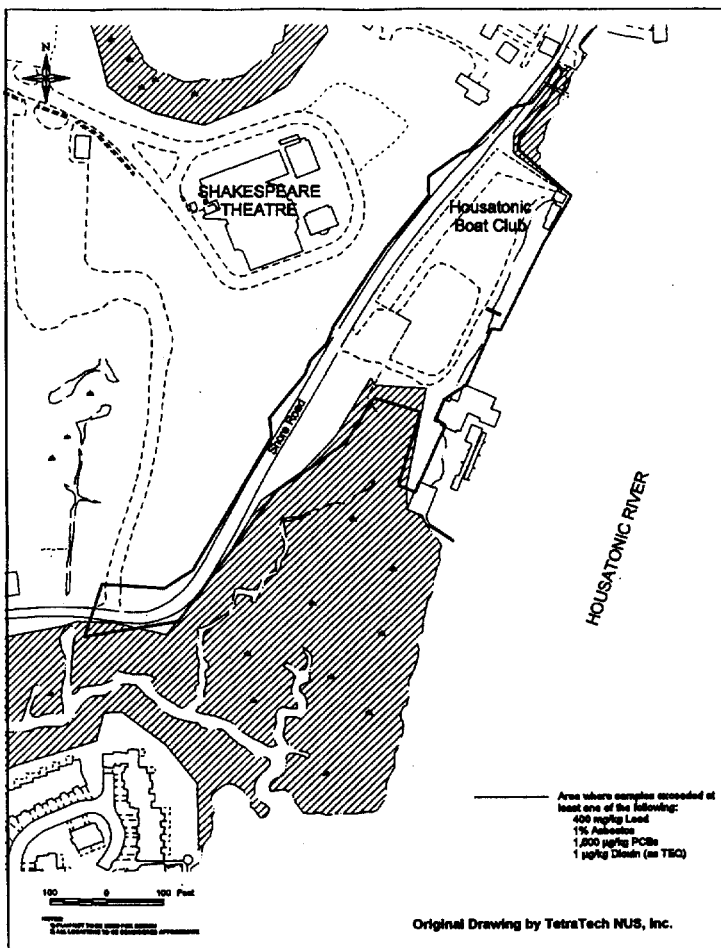 N
SHAKESPEARE
THEATRE
Housatonic
Boat Club
Shore Road
HOUSATONIC RIVER
Area where samples exceeded at
least one of the following:
400 mg/kg Lead
1% Asbestos
1,000 µg/kg PCBs
1 µg/kg Dioxin (as TEQ)
100 0 100 Feet
NOTES:
Original Drawing by TetraTech NUS, Inc.